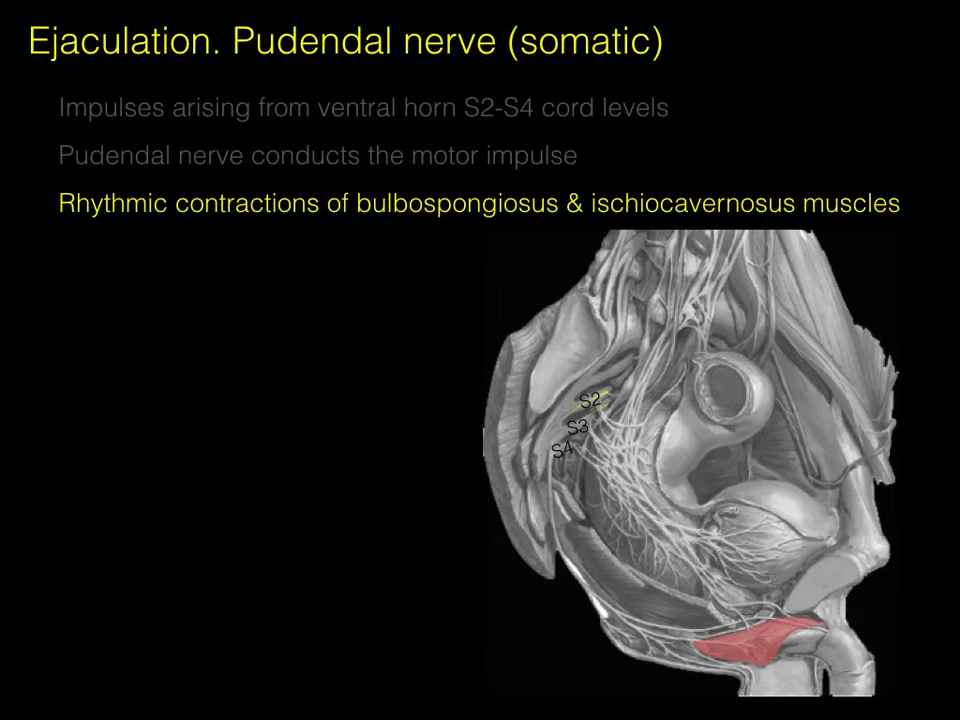 Ejaculation. Pudendal nerve (somatic)
Impulses arising from ventral horn S2-S4 cord levels
Pudendal nerve conducts the motor impulse
Rhythmic contractions of bulbospongiosus & ischiocavernosus muscles
S2
S3
S4